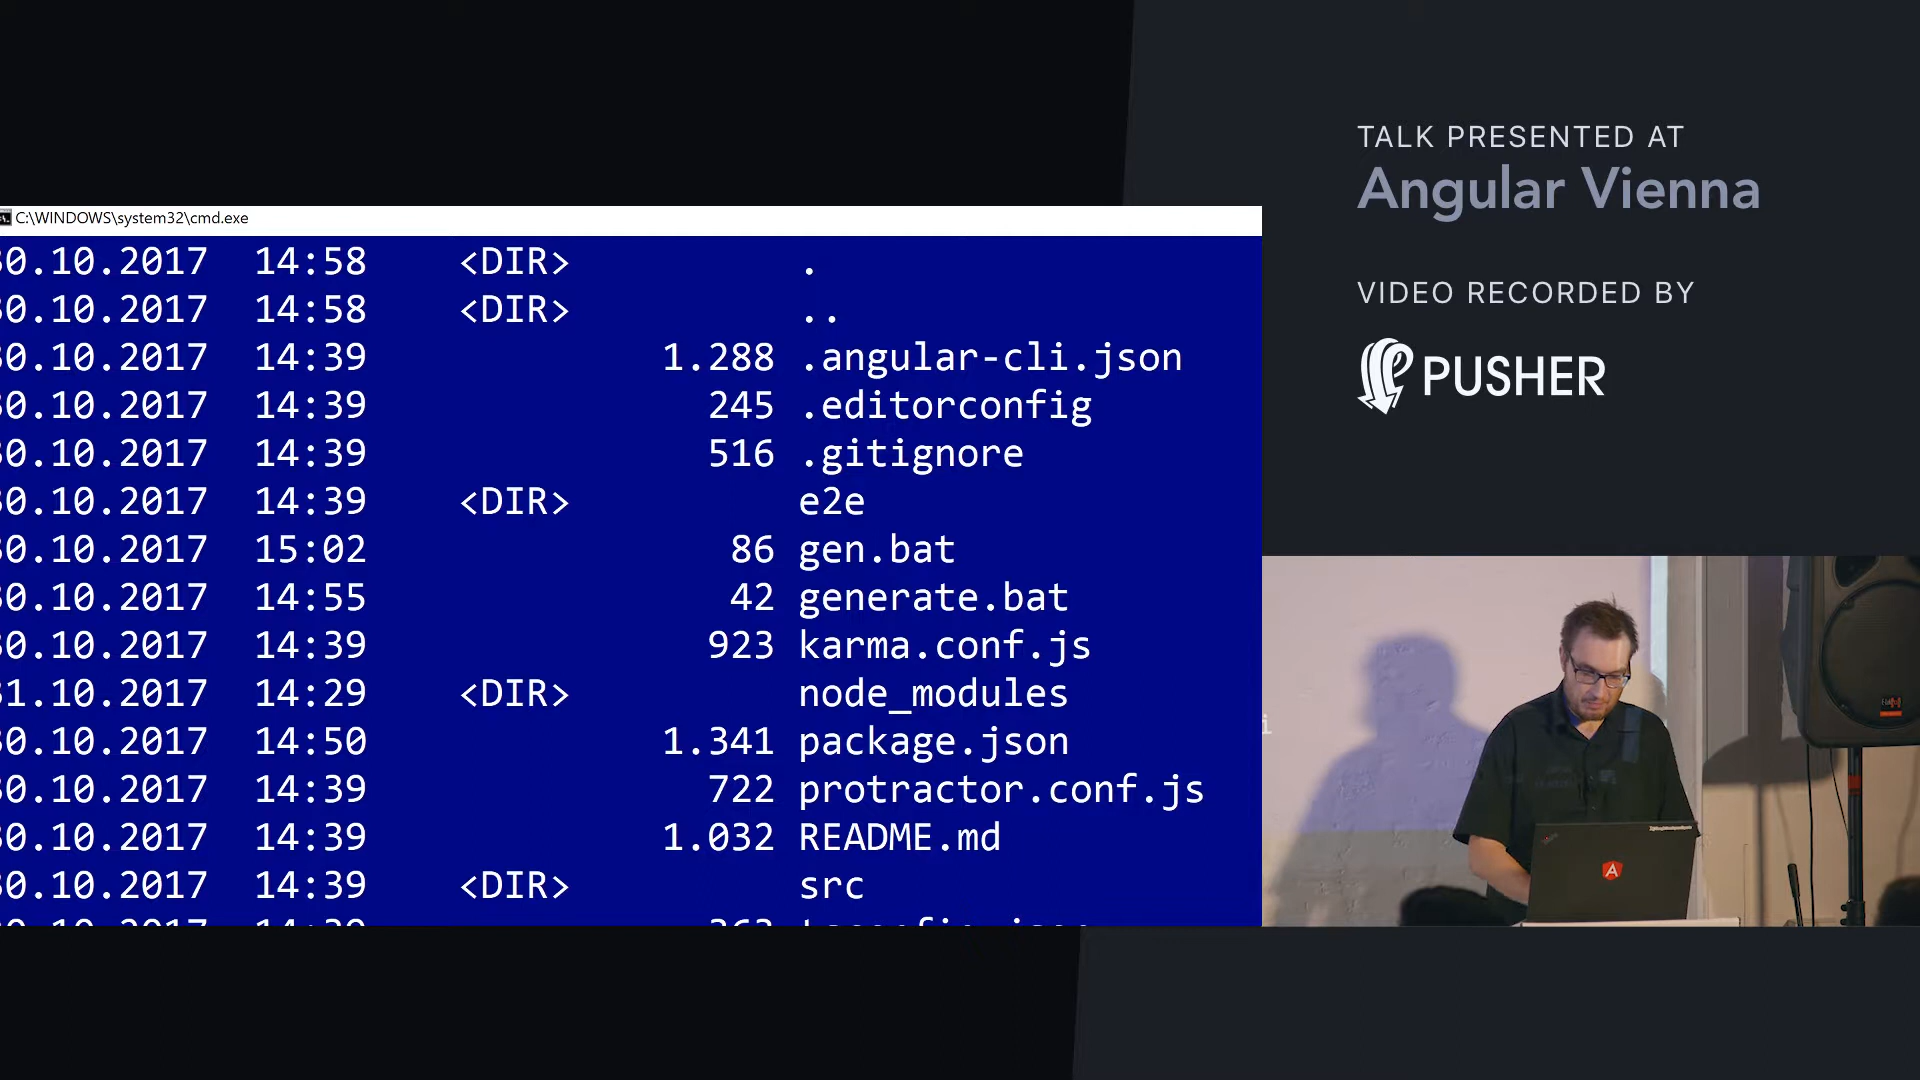 TALK PRESENTED AT
Angular Vienna
VIDEO RECORDED BY
PUSHER
C:\WINDOWS\system32\cmd.exe
0.10.2017 14:58 <DIR> .
0.10.2017 14:58 <DIR> ..
0.10.2017 14:39 1.288 .angular-cli.json
0.10.2017 14:39 245 .editorconfig
0.10.2017 14:39 516 .gitignore
0.10.2017 14:39 <DIR> e2e
0.10.2017 15:02 86 gen.bat
0.10.2017 14:55 42 generate.bat
0.10.2017 14:39 923 karma.conf.js
1.10.2017 14:29 <DIR> node_modules
0.10.2017 14:50 1.341 package.json
0.10.2017 14:39 722 protractor.conf.js
0.10.2017 14:39 1.032 README.md
0.10.2017 14:39 <DIR> src